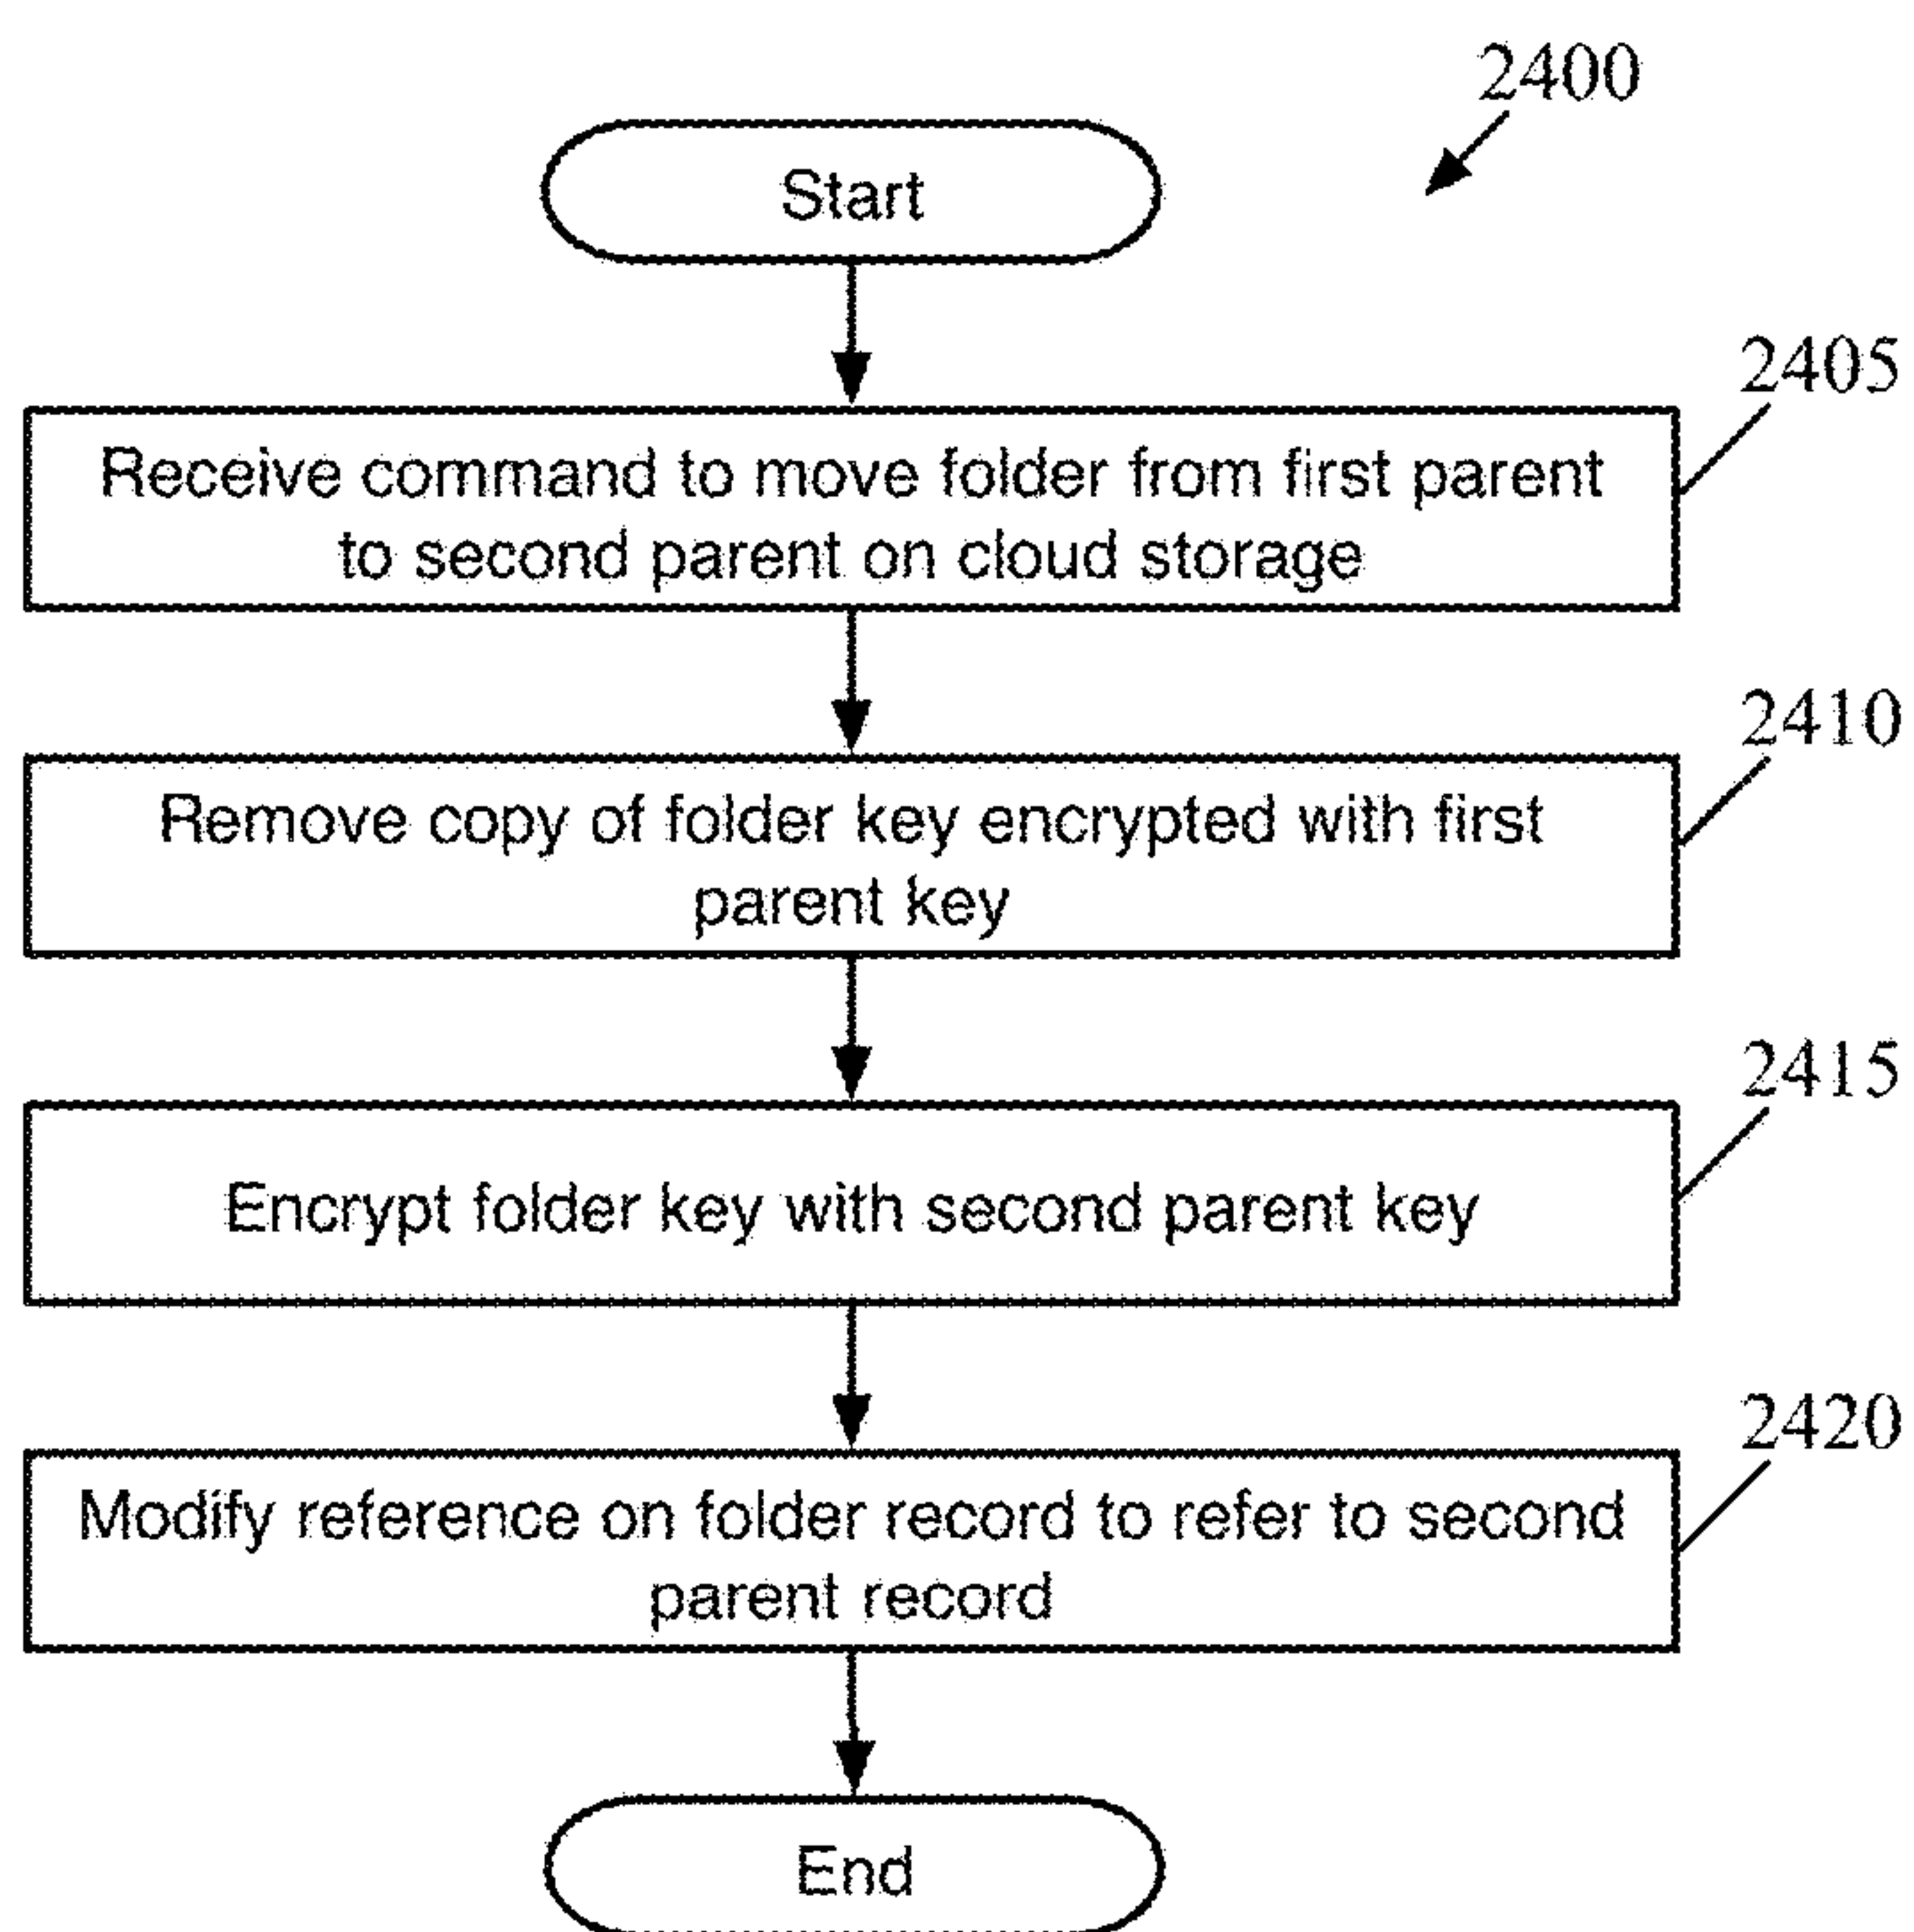 2400
Start
2405
Receive command to move folder from first parent
to second parent on cloud storage
2410
Remove copy of folder key encrypted with first
parent key
2415
Encrypt folder key with second parent key
2420
Modify reference on folder record to refer to second
parent record
End